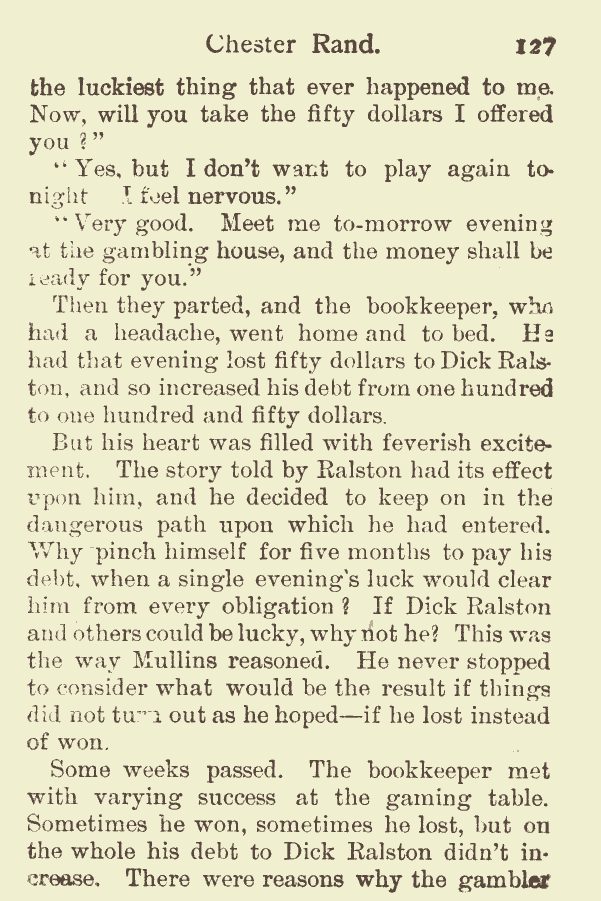 Chester Rand. 127
the luckiest thing that ever happened to me.
Now, will you take the fifty dollars I offered
you ?”
“ Yes, but I don’t want to play again to-
night I feel nervous.”
“ Very good. Meet me to-morrow evening
at the gambling house, and the money shall be
ready for you.”
Then they parted, and the bookkeeper, who
had a headache, went home and to bed. He
had that evening lost fifty dollars to Dick Rals-
ton, and so increased his debt from one hundred
to one hundred and fifty dollars.
But his heart was filled with feverish excite-
ment. The story told by Ralston had its effect
upon him, and he decided to keep on in the
dangerous path upon which he had entered.
Why pinch himself for five months to pay his
debt, when a single evening's luck would clear
him from every obligation ? If Dick Ralston
and others could be lucky, why not he? This was
the way Mullins reasoned. He never stopped
to consider what would be the result if things
did not turn out as he hoped—if he lost instead
of won.
Some weeks passed. The bookkeeper met
with varying success at the gaming table.
Sometimes he won, sometimes he lost, but on
the whole his debt to Dick Ralston didn’t in-
crease. There were reasons why the gambler